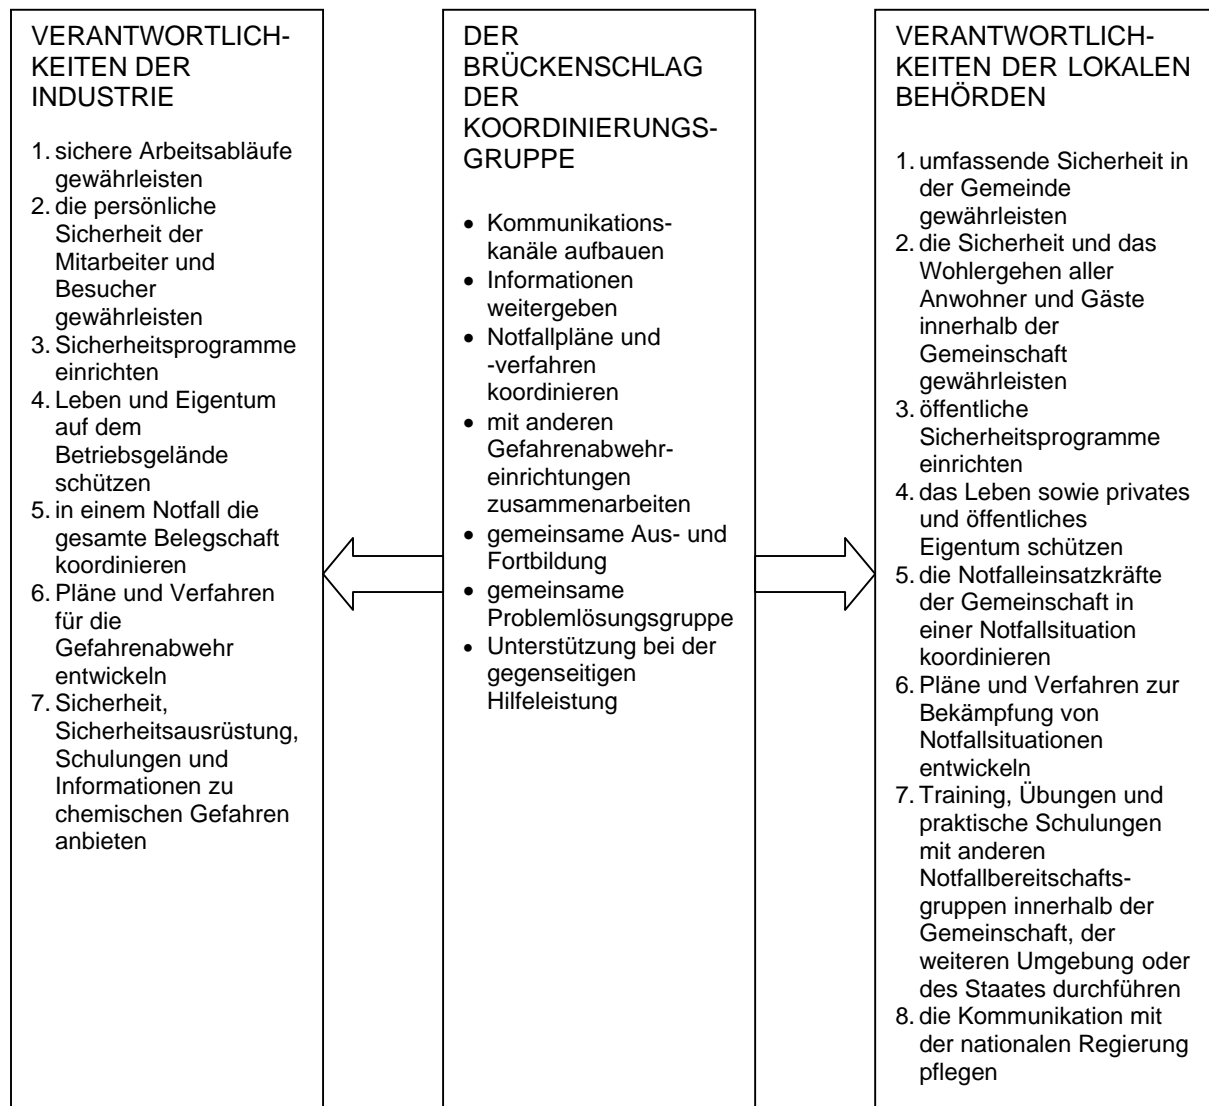 VERANTWORTLICH-
KEITEN DER
INDUSTRIE
1. sichere Arbeitsabläufe
gewährleisten
2. die persönliche
Sicherheit der
Mitarbeiter und
Besucher
gewährleisten
3. Sicherheitsprogramme
einrichten
4. Leben und Eigentum
auf dem
Betriebsgelände
schützen
5. in einem Notfall die
gesamte Belegschaft
koordinieren
6. Pläne und Verfahren
für die
Gefahrenabwehr
entwickeln
7. Sicherheit,
Sicherheitsausrüstung,
Schulungen und
Informationen zu
chemischen Gefahren
anbieten
DER
BRÜCKENSCHLAG
DER
KOORDINIERUNGS-
GRUPPE
• Kommunikations-
kanäle aufbauen
• Informationen
weitergeben
• Notfallpläne und
-verfahren
koordinieren
• mit anderen
Gefahrenabwehr-
einrichtungen
zusammenarbeiten
• gemeinsame Aus- und
Fortbildung
• gemeinsame
Problemlösungsgruppe
• Unterstützung bei der
gegenseitigen
Hilfeleistung
VERANTWORTLICH-
KEITEN DER LOKALEN
BEHÖRDEN
1. umfassende Sicherheit in
der Gemeinde
gewährleisten
2. die Sicherheit und das
Wohlergehen aller
Anwohner und Gäste
innerhalb der
Gemeinschaft
gewährleisten
3. öffentliche
Sicherheitsprogramme
einrichten
4. das Leben sowie privates
und öffentliches
Eigentum schützen
5. die Notfalleinsatzkräfte
der Gemeinschaft in
einer Notfallsituation
koordinieren
6. Pläne und Verfahren zur
Bekämpfung von
Notfallsituationen
entwickeln
7. Training, Übungen und
praktische Schulungen
mit anderen
Notfallbereitschafts-
gruppen innerhalb der
Gemeinschaft, der
weiteren Umgebung oder
des Staates durchführen
8. die Kommunikation mit
der nationalen Regierung
pflegen